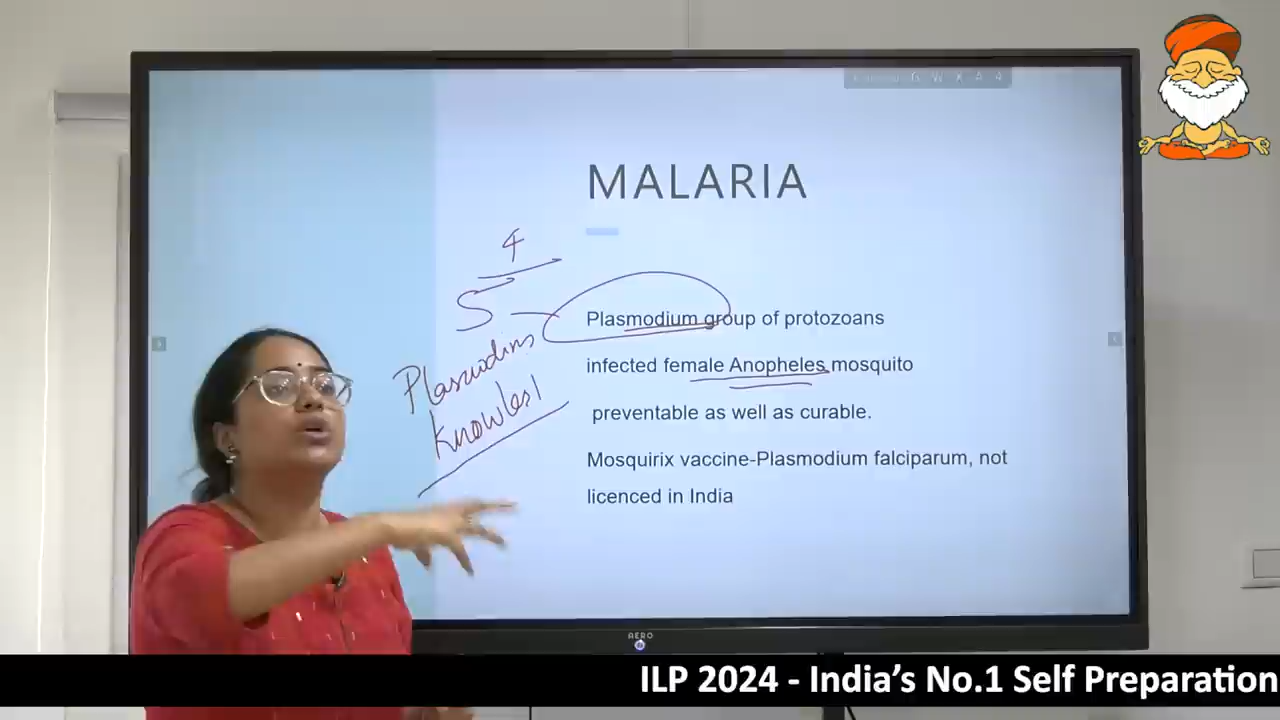 MALARIA
4
5
Plasmodium group of protozoans
Plasmodium
knowlesi
infected female Anopheles mosquito
preventable as well as curable.
Mosquirix vaccine-Plasmodium falciparum, not
licenced in India
AERO
ILP 2024 - India’s No.1 Self Preparation